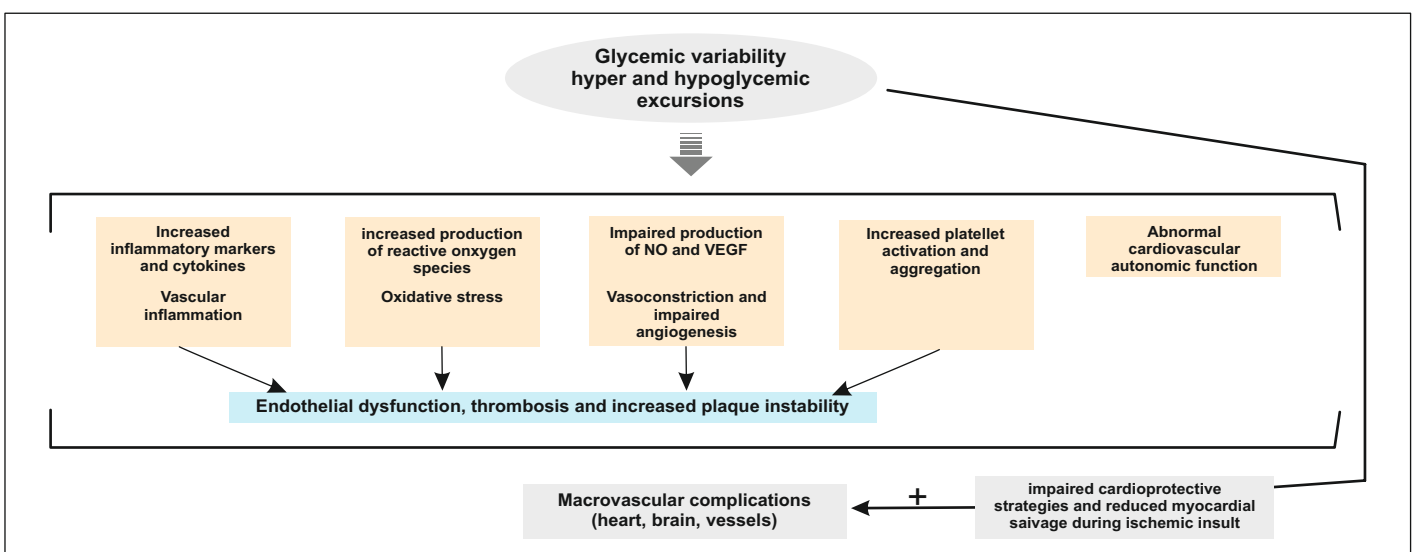 Glycemic variability
hyper and hypoglycemic
excursions
Increased
inflammatory markers
and cytokines
Vascular
inflammation
increased production
of reactive onxygen
species
Oxidative stress
Impaired production
of NO and VEGF
Vasoconstriction and
impaired
angiogenesis
Increased platellet
activation and
aggregation
Abnormal
cardiovascular
autonomic function
Endothelial dysfunction, thrombosis and increased plaque instability
Macrovascular complications
(heart, brain, vessels)
+
impaired cardioprotective
strategies and reduced myocardial
saivage during ischemic insult